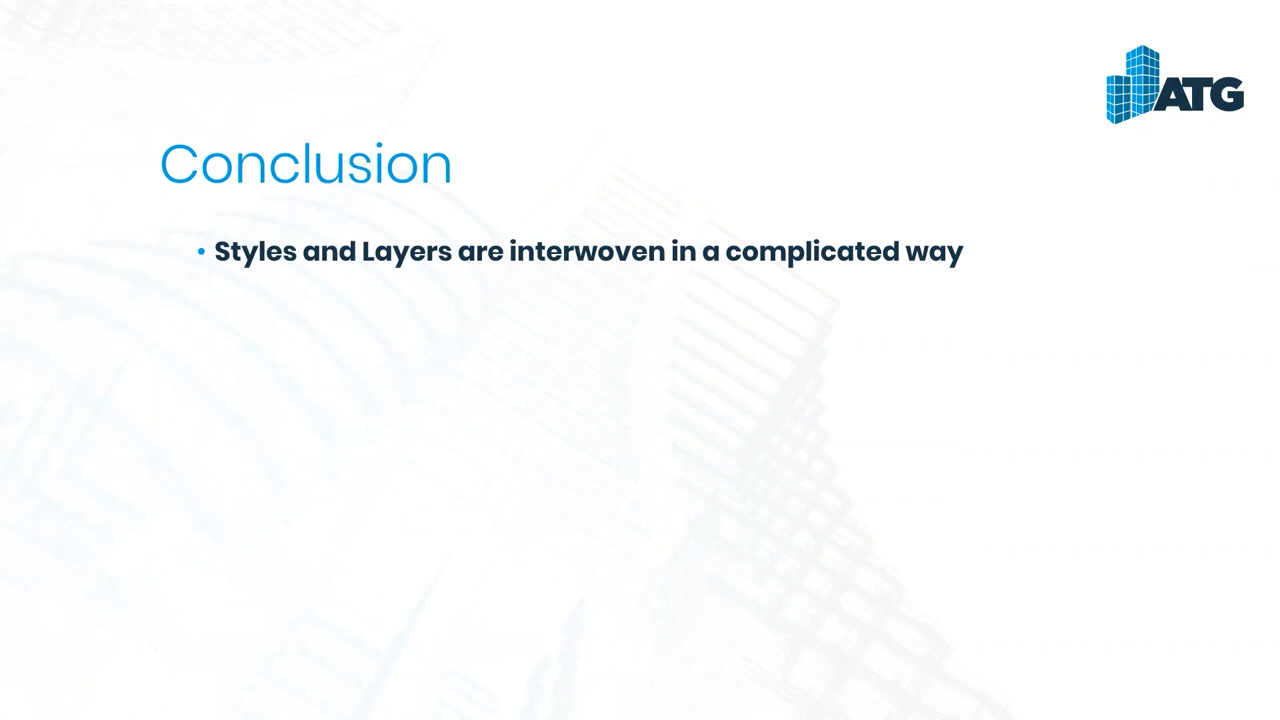 ATG
Conclusion
• Styles and Layers are interwoven in a complicated way